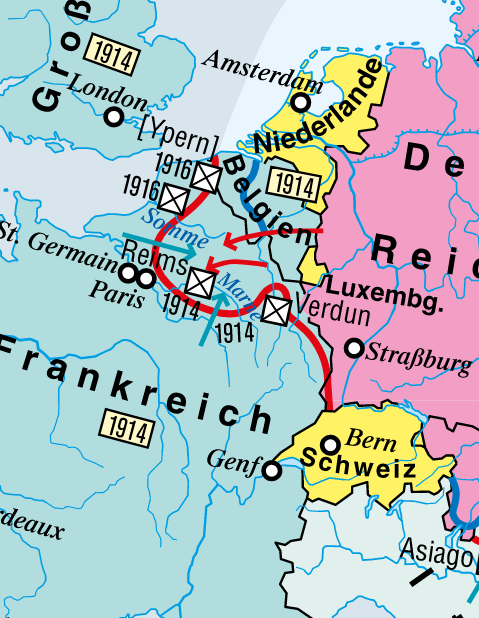 Groß
1914
London
Amsterdam
Niederlande
[Ypern]
1916
1916
Belgien
1914
De
Somme
Reic
St. Germain
Reims
Paris
1914
Marne
1914
Luxembg.
Verdun
Straßburg
Frankreich
1914
Bern
Schweiz
Genf
rdeaux
Asiago